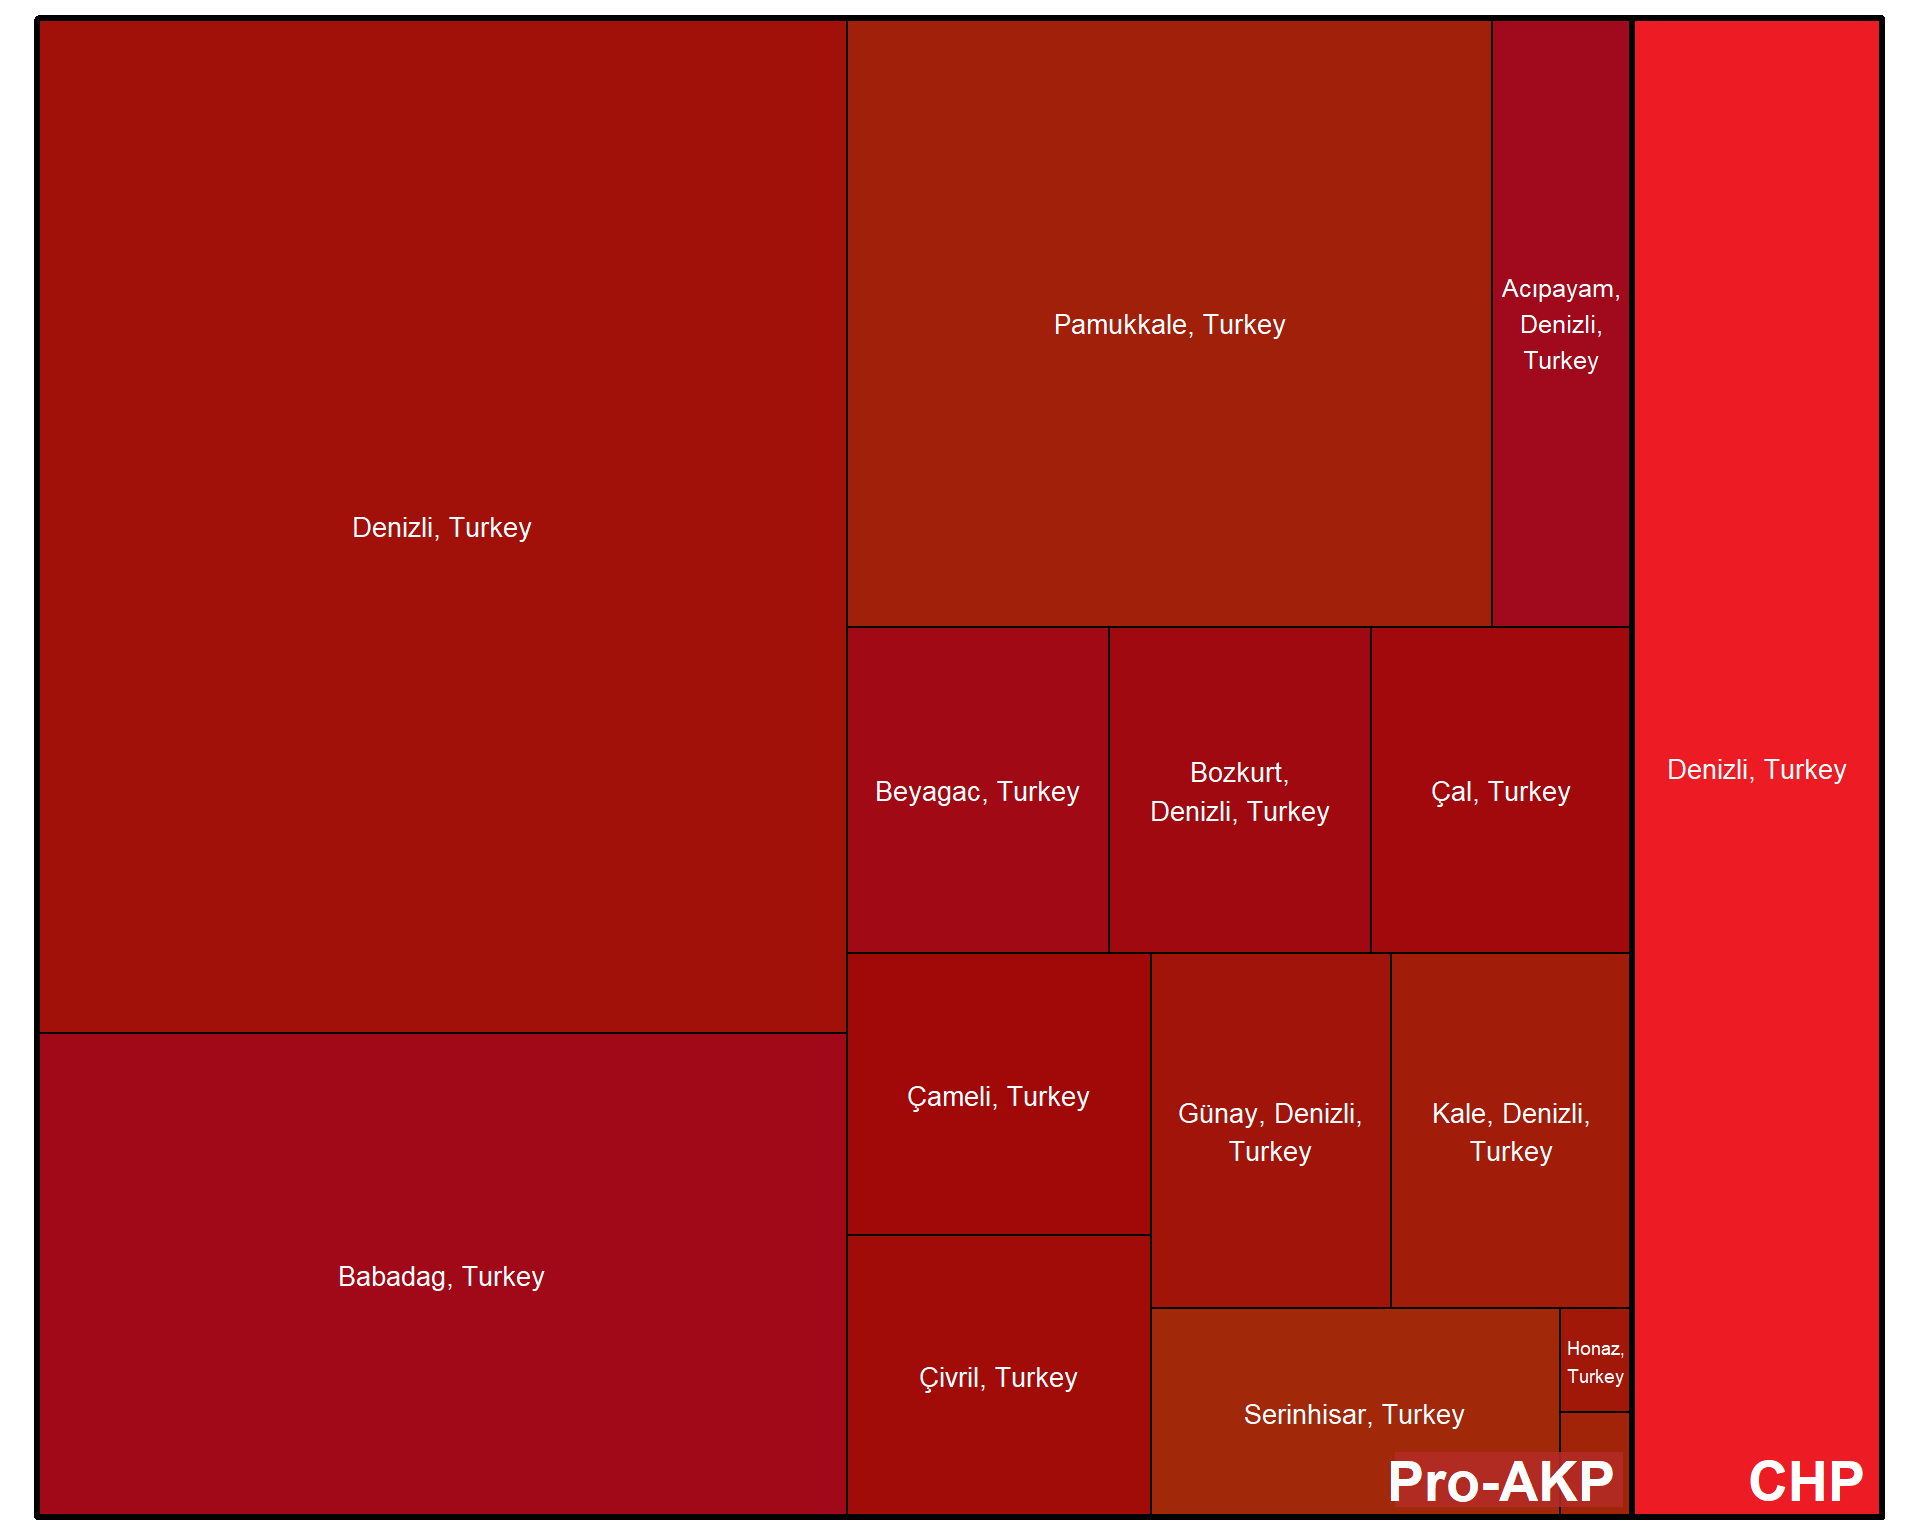 Denizli, Turkey
Babadag, Turkey
Pamukkale, Turkey
Acıpayam,
Denizli,
Turkey
Beyagac, Turkey
Bozkurt,
Denizli, Turkey
Çal, Turkey
Çameli, Turkey
Çivril, Turkey
Günay, Denizli,
Turkey
Kale, Denizli,
Turkey
Serinhisar, Turkey
Honaz,
Turkey
Pro-AKP
Denizli, Turkey
CHP